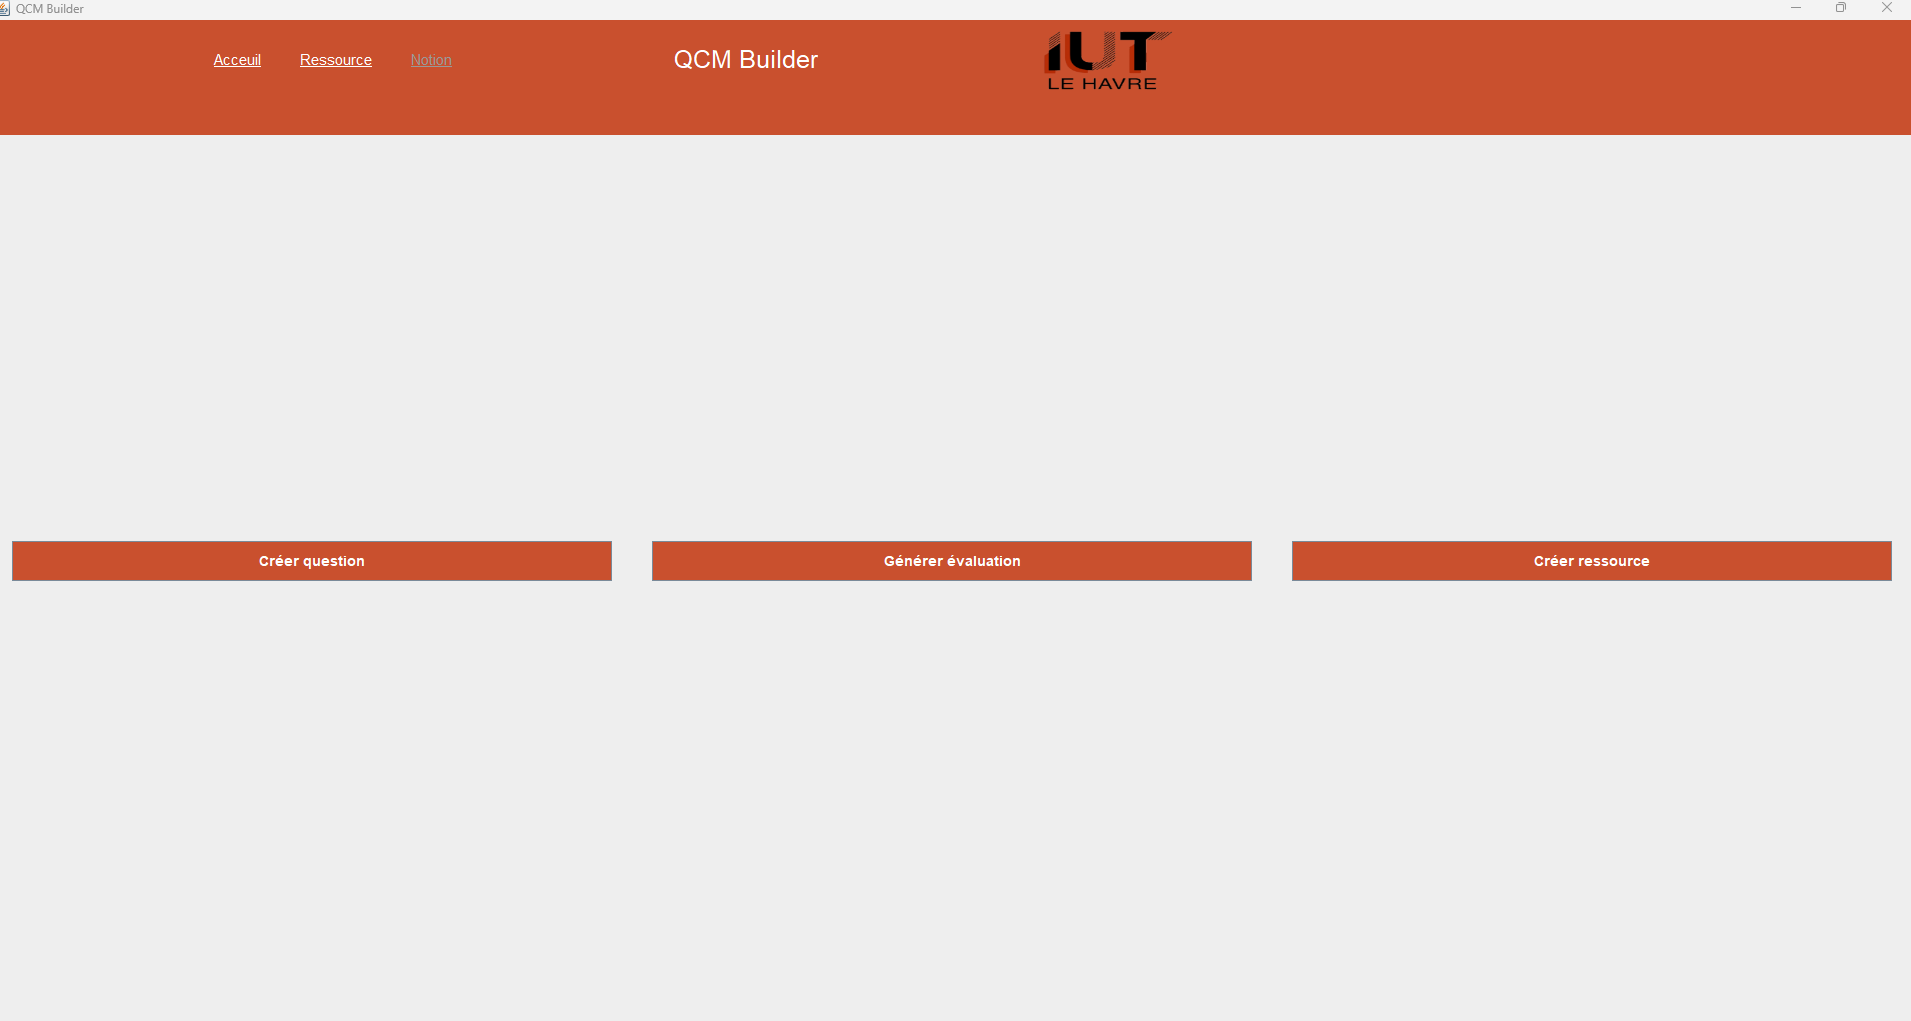 QCM Builder
Acceuil Ressource Notion QCM Builder iUT
LE HAVRE
Créer question Générer évaluation Créer ressource